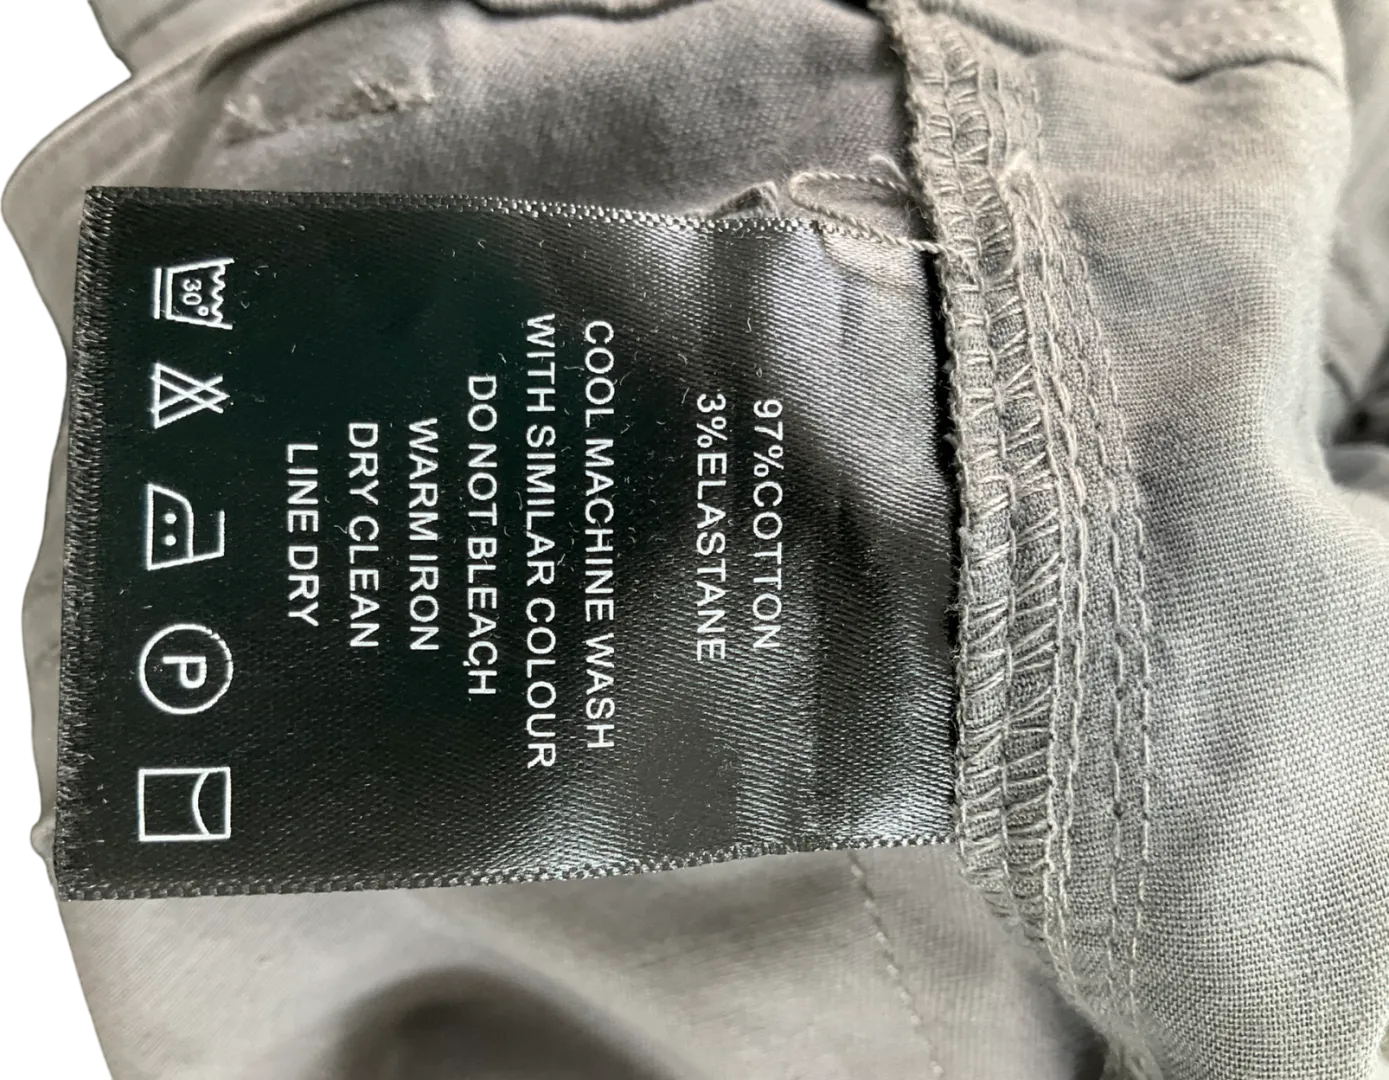 97%COTTON
3%ELASTANE
COOL MACHINE WASH
WITH SIMILAR COLOUR
DO NOT BLEACH
WARM IRON
DRY CLEAN
LINE DRY
30°
P